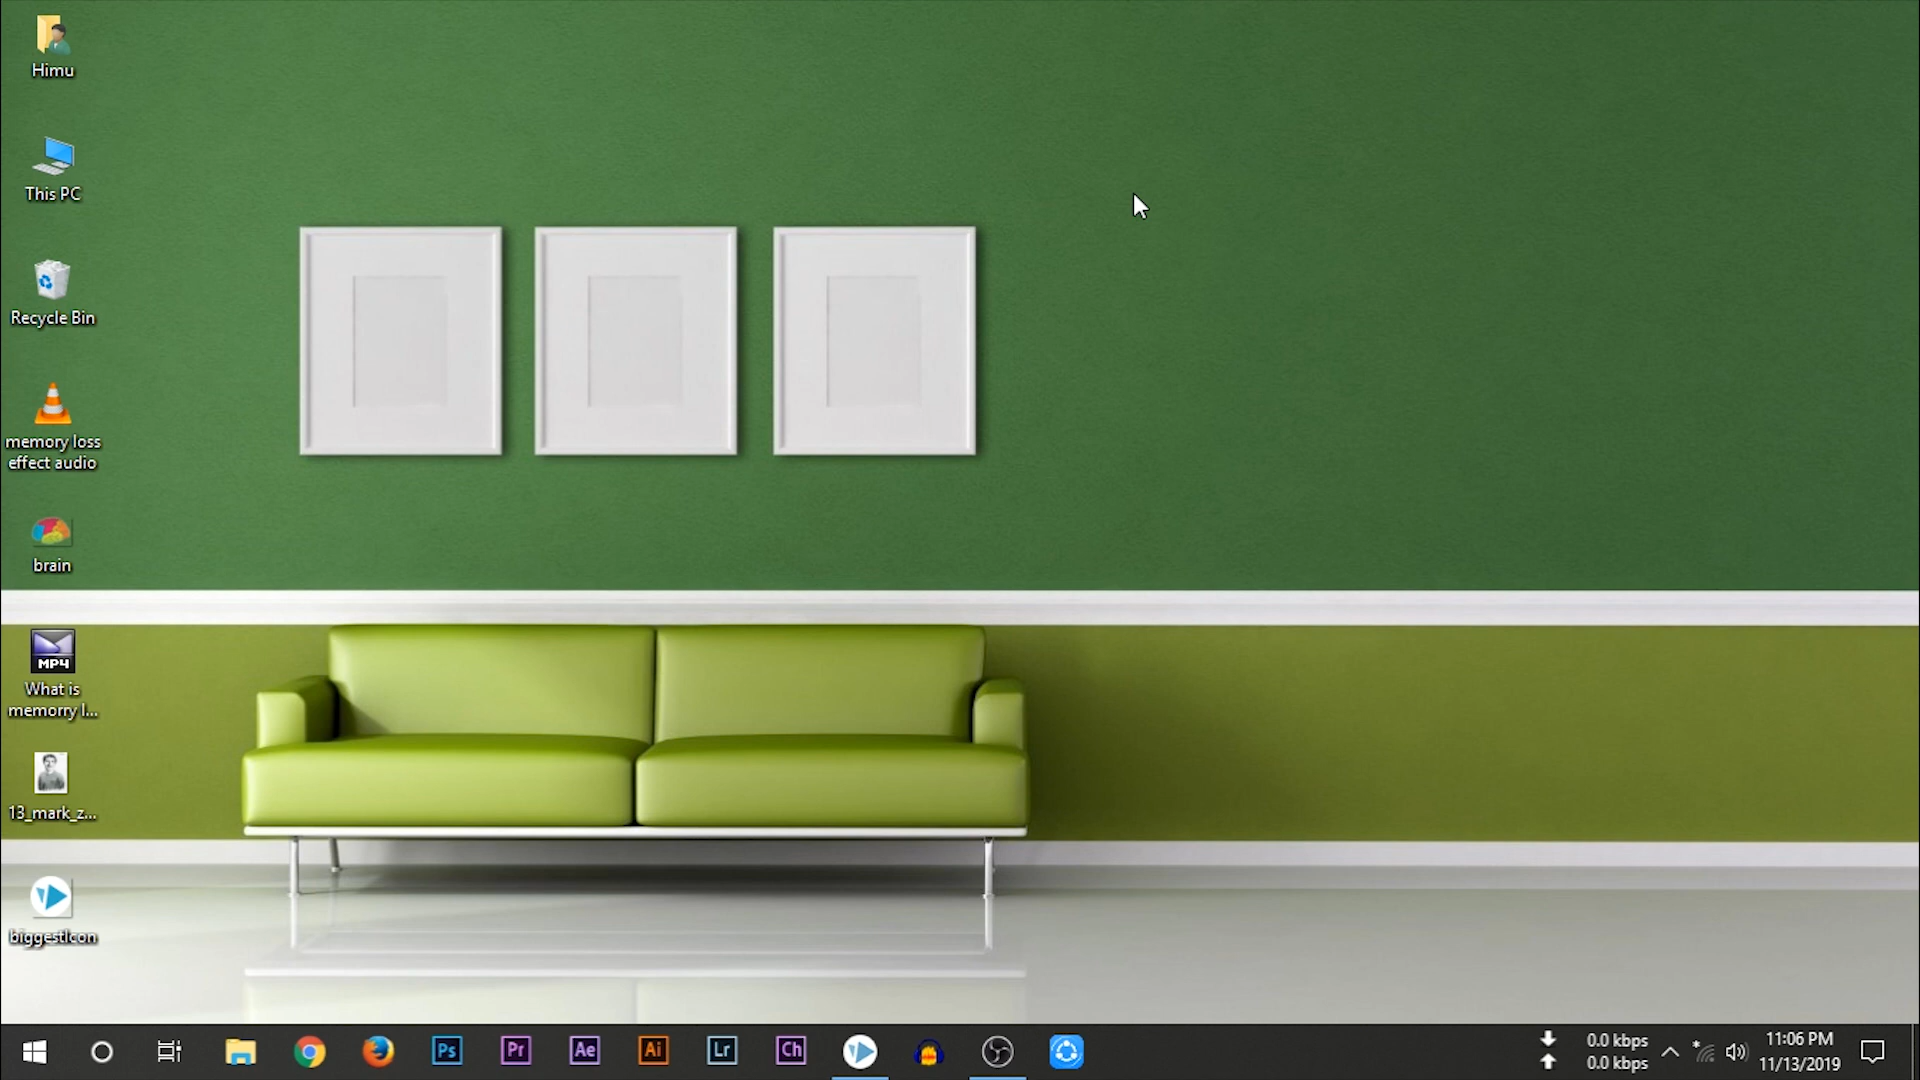 Himu
This PC
Recycle Bin
memory loss
effect audio
brain
MP4
What is
memorry l...
13_mark_z...
biggestIcon
Ps
Pr
Ae
Ai
Lr
Ch
0.0 kbps
0.0 kbps
11:06 PM
11/13/2019